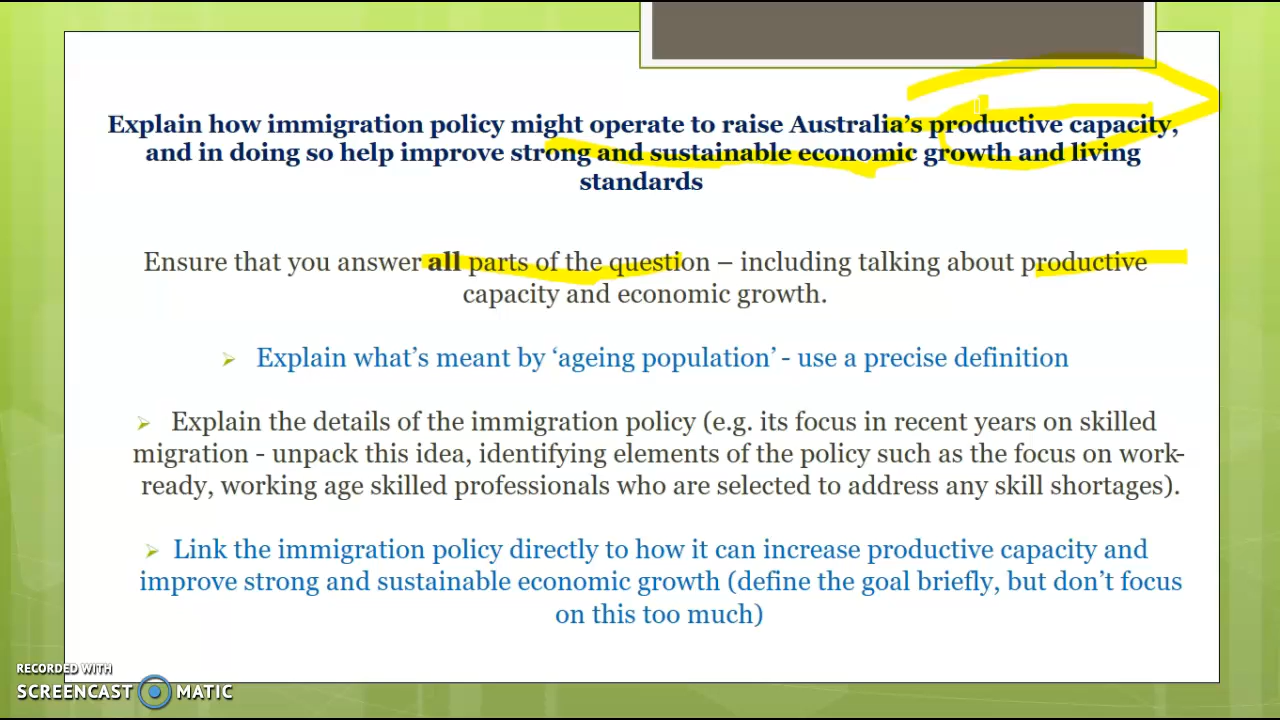 Explain how immigration policy might operate to raise Australia's productive capacity,
and in doing so help improve strong and sustainable economic growth and living
standards
Ensure that you answer all parts of the question – including talking about productive
capacity and economic growth.
Explain what's meant by 'ageing population' - use a precise definition
Explain the details of the immigration policy (e.g. its focus in recent years on skilled
migration - unpack this idea, identifying elements of the policy such as the focus on work-
ready, working age skilled professionals who are selected to address any skill shortages).
Link the immigration policy directly to how it can increase productive capacity and
improve strong and sustainable economic growth (define the goal briefly, but don't focus
on this too much)
RECORDED WITH
SCREENCAST MATIC